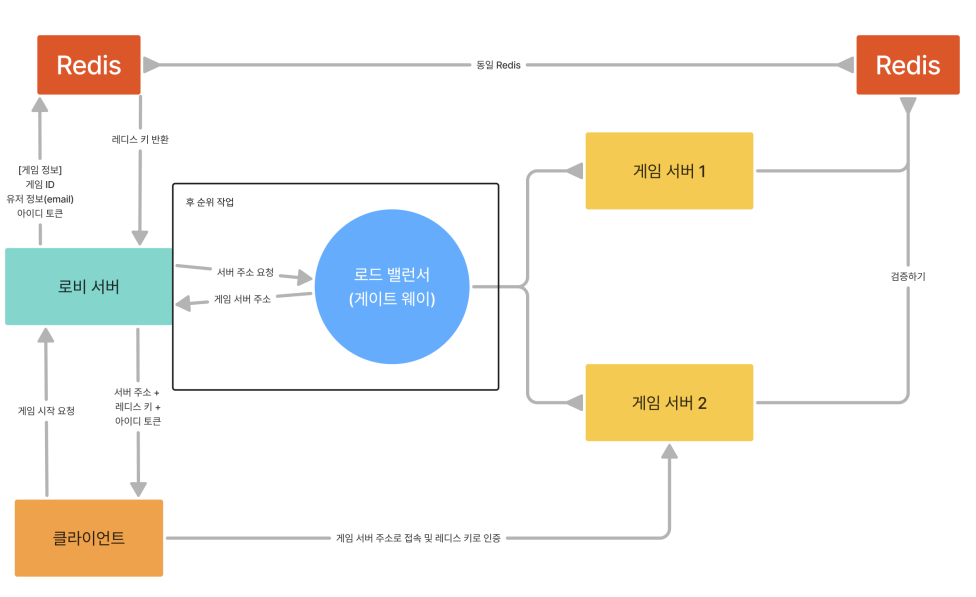 Redis
동일 Redis
Redis
레디스 키 반환
[게임 정보]
게임 ID
유저 정보(email)
아이디 토큰
게임 서버 1
후 순위 작업
로비 서버
서버 주소 요청
게임 서버 주소
로드 밸런서
(게이트 웨이)
검증하기
게임 시작 요청
서버 주소 +
레디스 키 +
아이디 토큰
게임 서버 2
클라이언트
게임 서버 주소로 접속 및 레디스 키로 인증